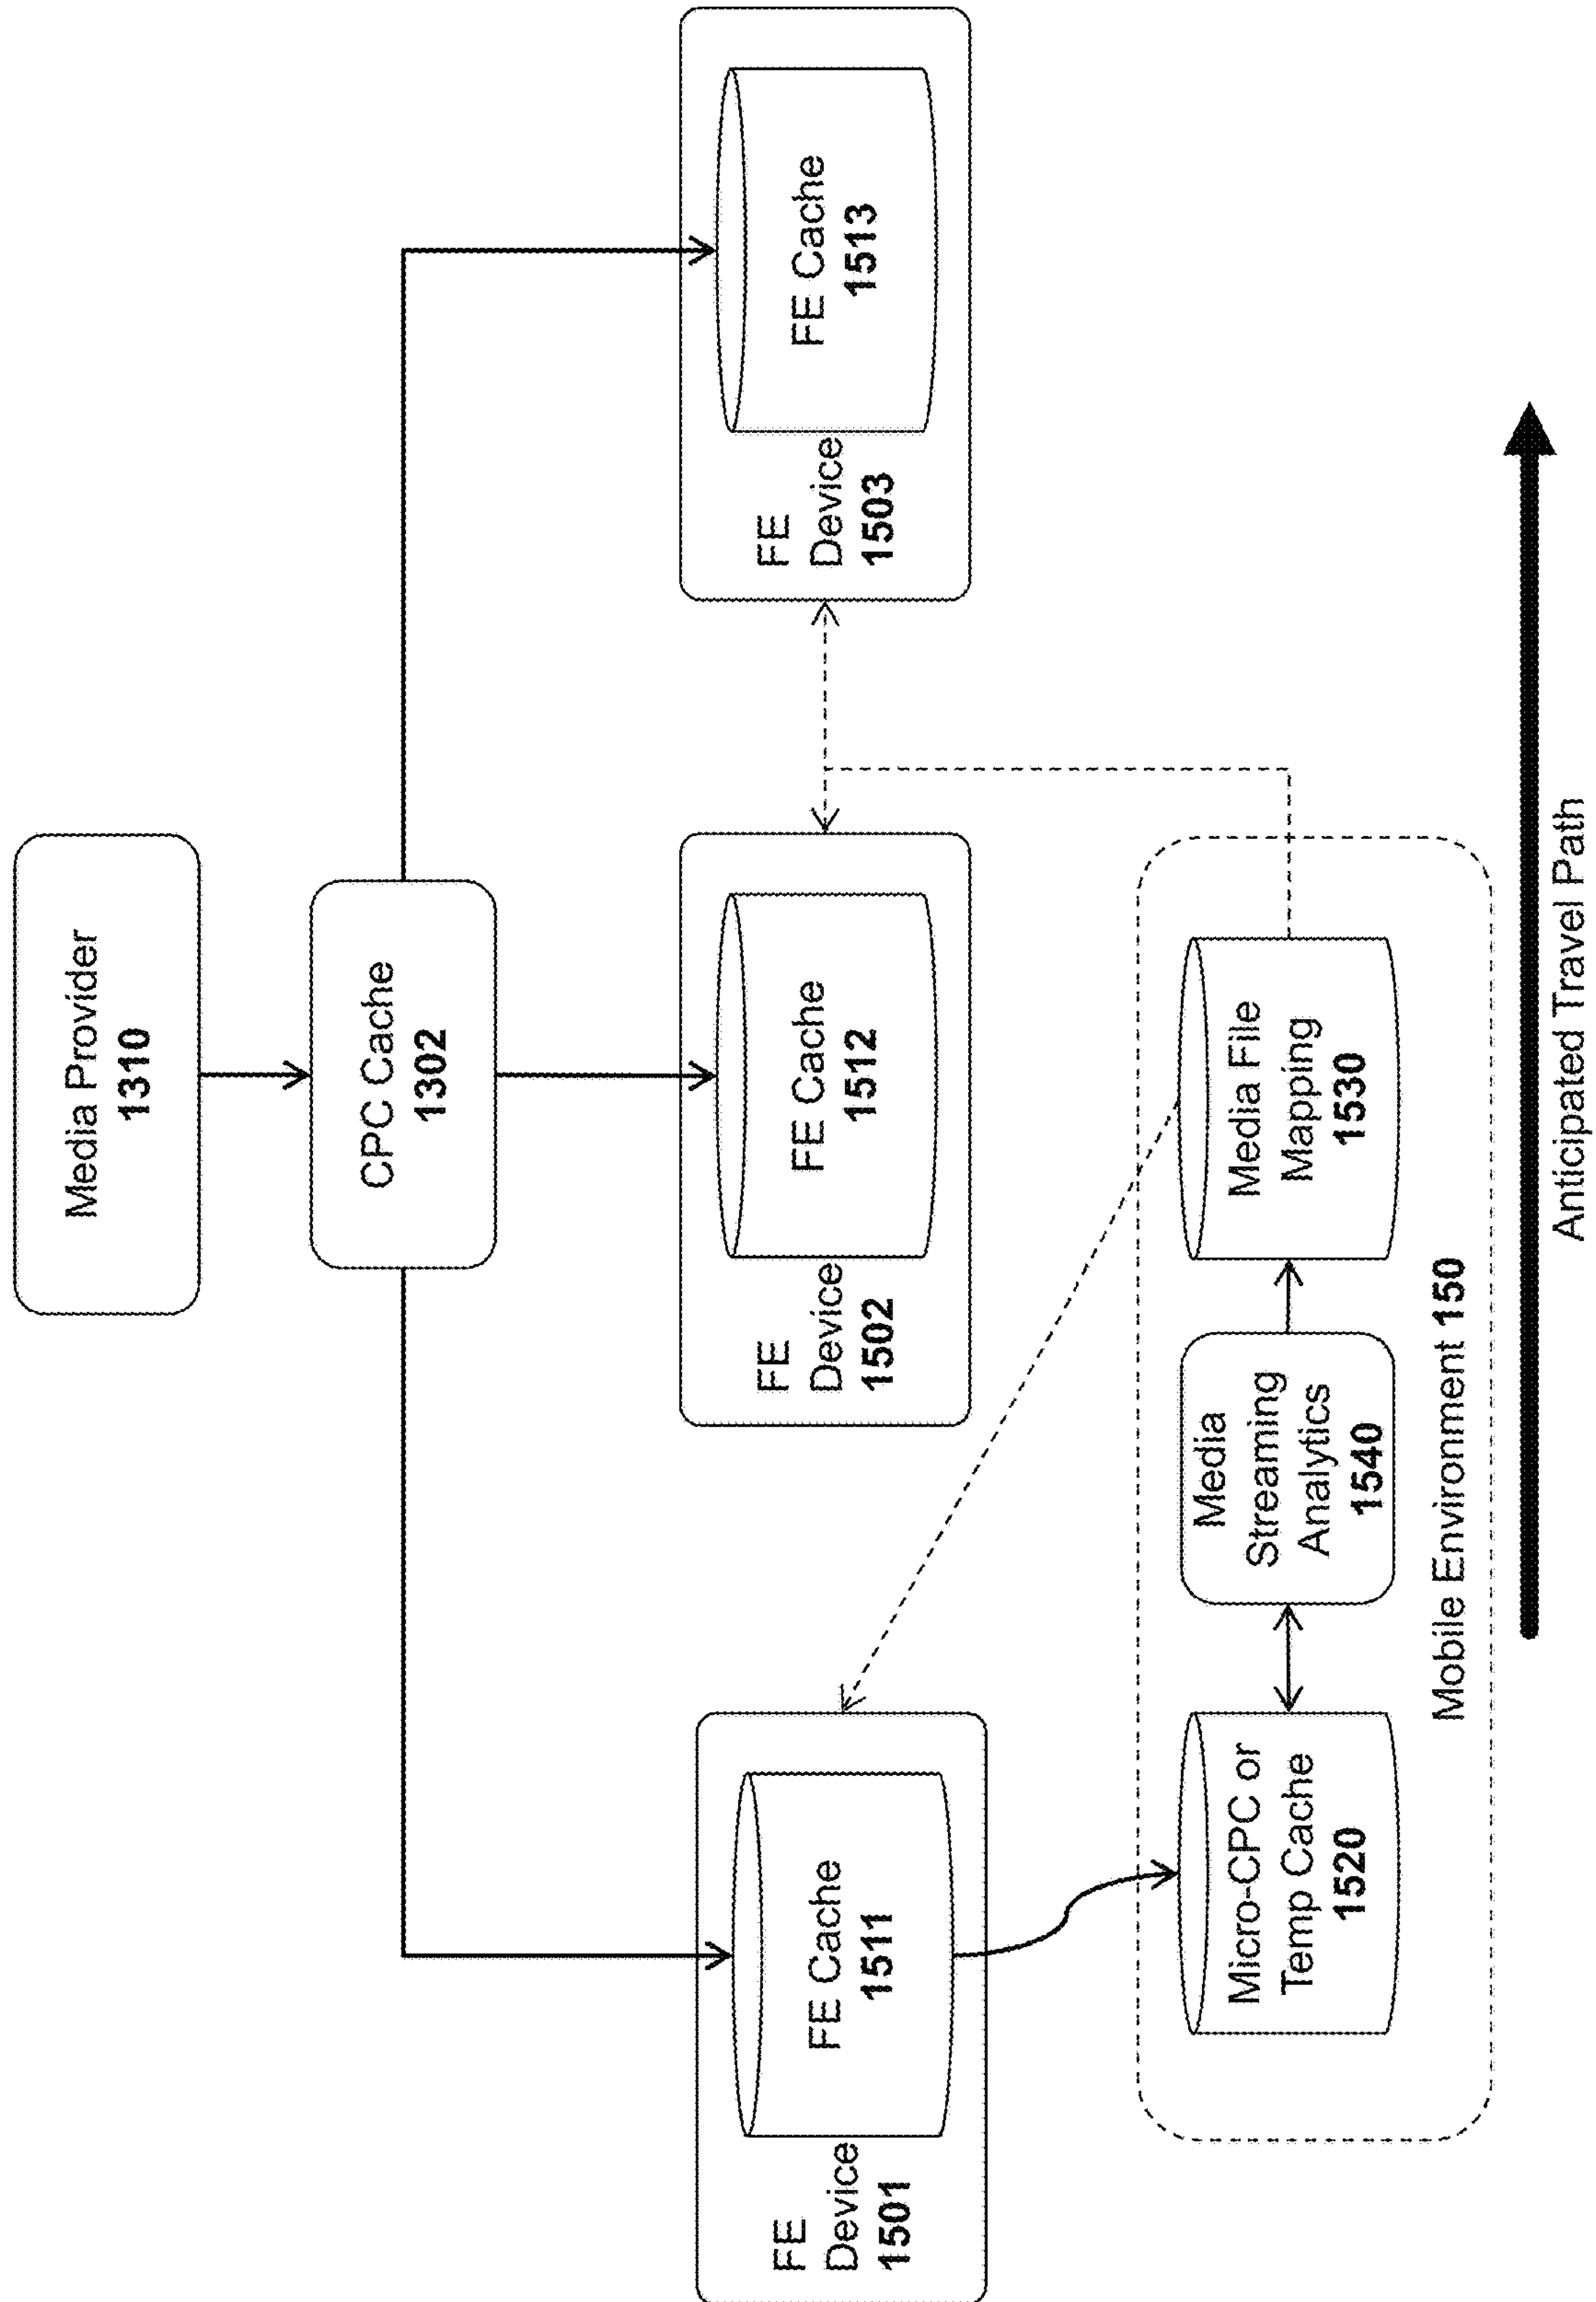 Media Provider
1310
CPC Cache
1302
FE
Device
1501
FE Cache
1511
FE
Device
1502
FE Cache
1512
FE
Device
1503
FE Cache
1513
Micro-CPC or
Temp Cache
1520
Media
Streaming
Analytics
1540
Media File
Mapping
1530
Mobile Environment 150
Anticipated Travel Path